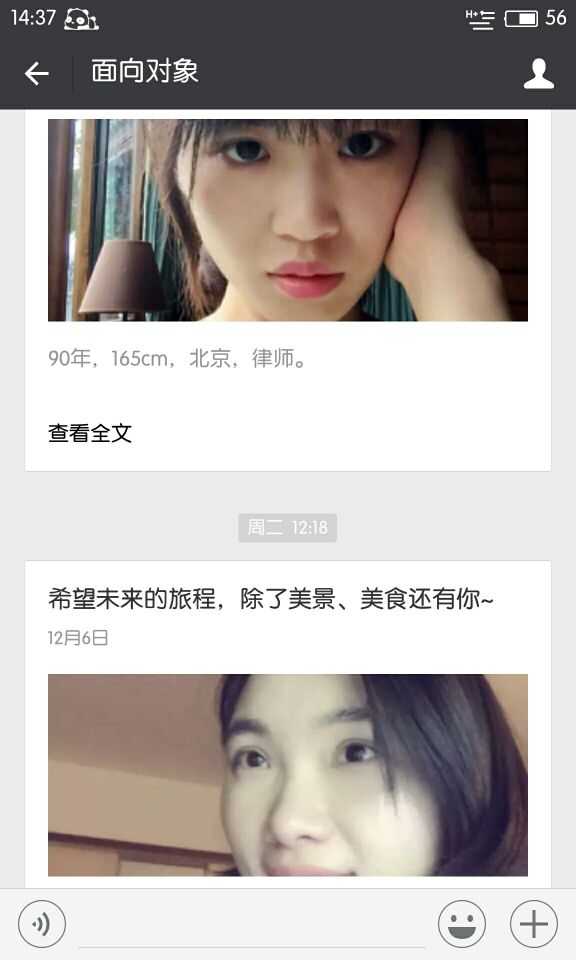 14:37
H+
56
面向对象
90年，165cm，北京，律师。
查看全文
周二 12:18
希望未来的旅程，除了美景、美食还有你~
12月6日